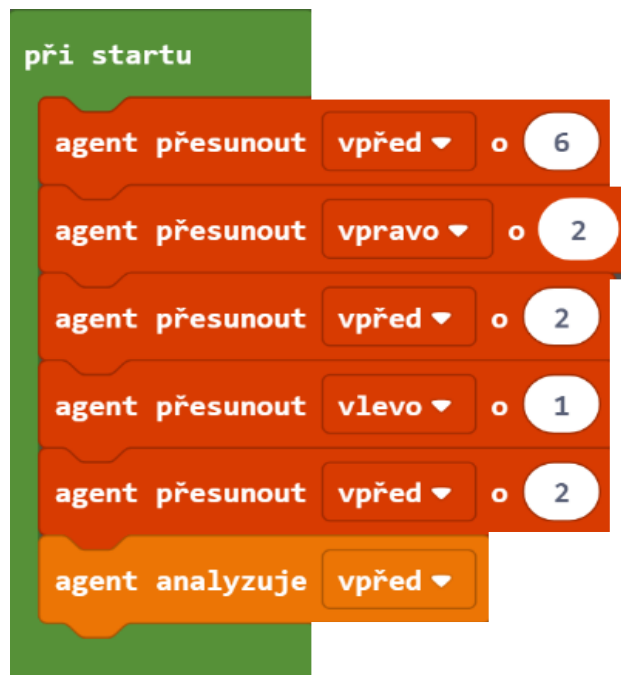 při startu
agent přesunout vpřed o 6
agent přesunout vpravo o 2
agent přesunout vpřed o 2
agent přesunout vlevo o 1
agent přesunout vpřed o 2
agent analyzuje vpřed